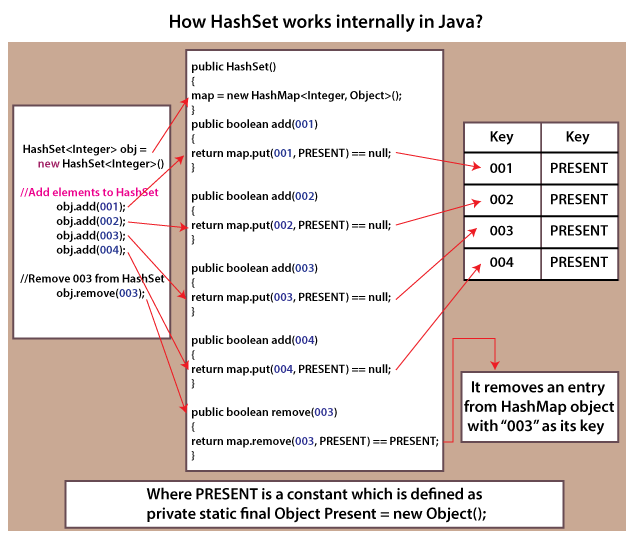 How HashSet works internally in Java?
HashSet<Integer> obj =
new HashSet<Integer>()
//Add elements to HashSet
obj.add(001);
obj.add(002);
obj.add(003);
obj.add(004);
//Remove 003 from HashSet
obj.remove(003);
public HashSet()
{
map = new HashMap<Integer, Object>();
}
public boolean add(001)
{
return map.put(001, PRESENT) == null;
}
public boolean add(002)
{
return map.put(002, PRESENT) == null;
}
public boolean add(003)
{
return map.put(003, PRESENT) == null;
}
public boolean add(004)
{
return map.put(004, PRESENT) == null;
}
public boolean remove(003)
{
return map.remove(003, PRESENT) == PRESENT;
}
Key Key
001 PRESENT
002 PRESENT
003 PRESENT
004 PRESENT
It removes an entry
from HashMap object
with “003” as its key
Where PRESENT is a constant which is defined as
private static final Object Present = new Object();